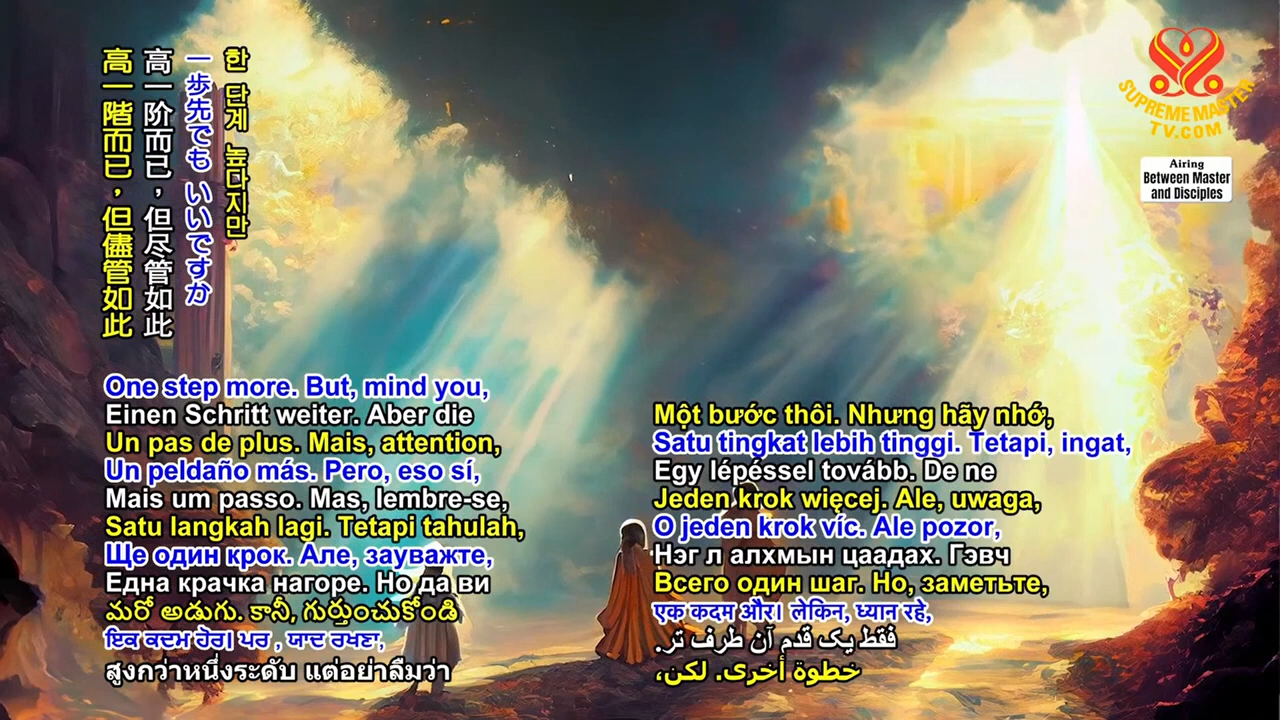 高一階而已，但儘管如此
高一阶而已，但尽管如此
一歩先でも いいですか
한 단계 높다지만
SUPREME MASTER
TV.COM
Airing
Between Master
and Disciples
One step more. But, mind you,
Einen Schritt weiter. Aber die
Un pas de plus. Mais, attention,
Un peldaño más. Pero, eso sí,
Mais um passo. Mas, lembre-se,
Satu langkah lagi. Tetapi tahulah,
Ще один крок. Але, зауважте,
Една крачка нагоре. Но да ви
మరో అడుగు. కానీ, గుర్తుంచుకోండి
ਇਕ ਕਦਮ ਹੋਰ। ਪਰ , ਯਾਦ ਰਖਣਾ,
สูงกว่าหนึ่งระดับ แต่อย่าลืมว่า
Một bước thôi. Nhưng hãy nhớ,
Satu tingkat lebih tinggi. Tetapi, ingat,
Egy lépéssel tovább. De ne
Jeden krok więcej. Ale, uwaga,
O jeden krok víc. Ale pozor,
Нэг л алхмын цаадах. Гэвч
Всего один шаг. Но, заметьте,
एक कदम और। लेकिन, ध्यान रहे,
فقط یک قدم آن طرف تر.
خطوة أخرى. لكن،